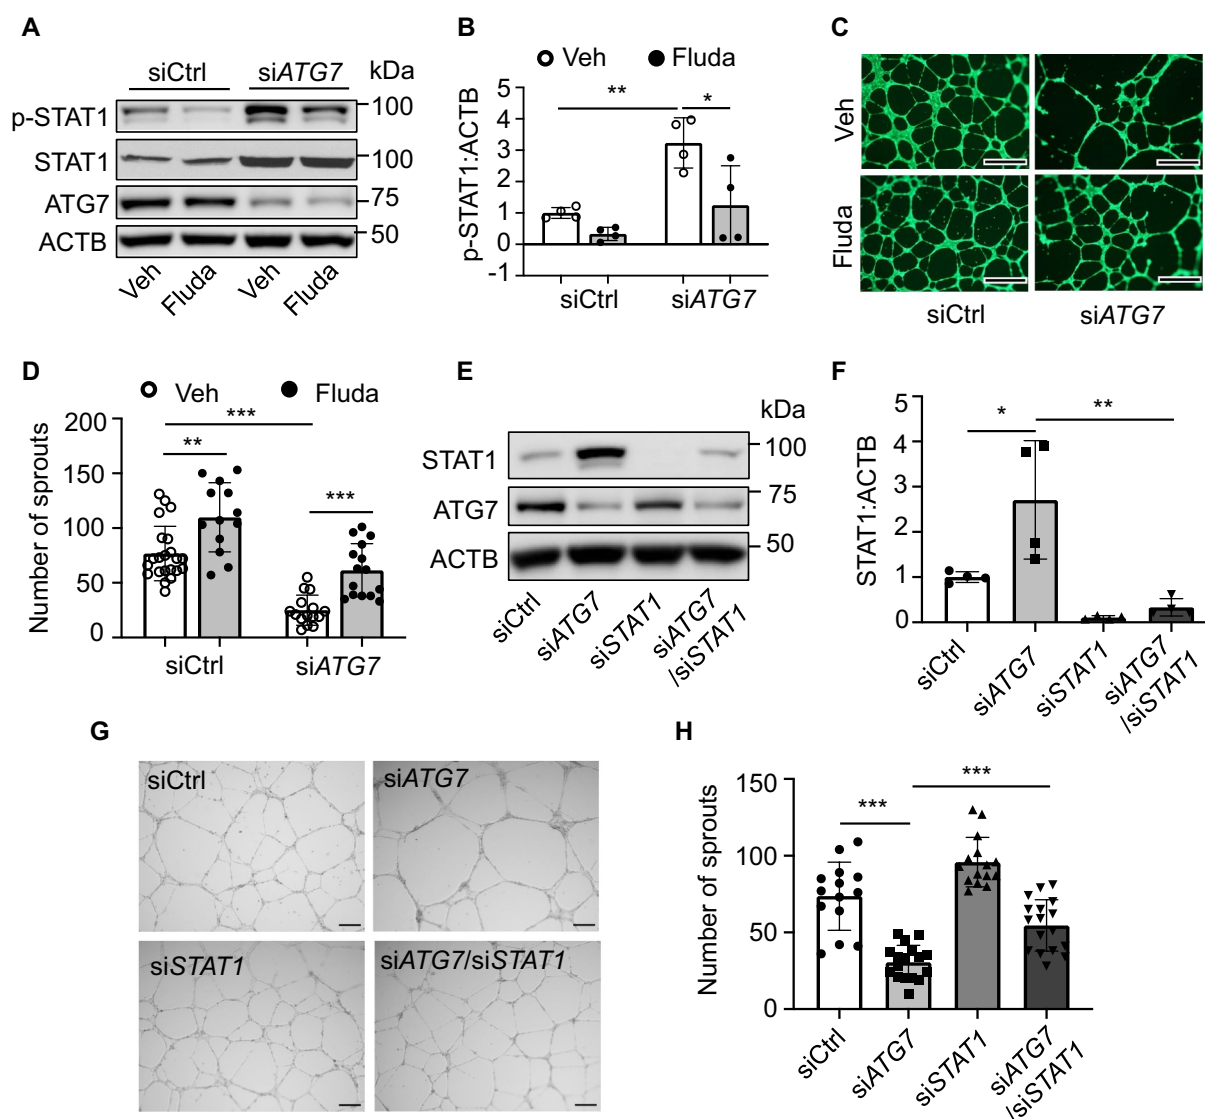 A
siCtrl
siATG7
kDa
p-STAT1
100
STAT1
100
ATG7
75
ACTB
50
Veh
Fluda
Veh
Fluda
B
Veh
Fluda
p-STAT1:ACTB
5
4
3
2
1
0
-1
**
*
siCtrl
siATG7
C
Veh
Fluda
siCtrl
siATG7
D
Veh
Fluda
Number of sprouts
200
150
100
50
0
***
**
***
siCtrl
siATG7
E
kDa
STAT1
100
ATG7
75
ACTB
50
siCtrl
siATG7
siSTAT1
siATG7
/siSTAT1
F
STAT1:ACTB
5
4
2
1
0
*
**
siCtrl
siATG7
siSTAT1
siATG7
/siSTAT1
G
siCtrl
siATG7
siSTAT1
siATG7/siSTAT1
H
Number of sprouts
150
100
50
0
***
***
siCtrl
siATG7
siSTAT1
siATG7
/siSTAT1